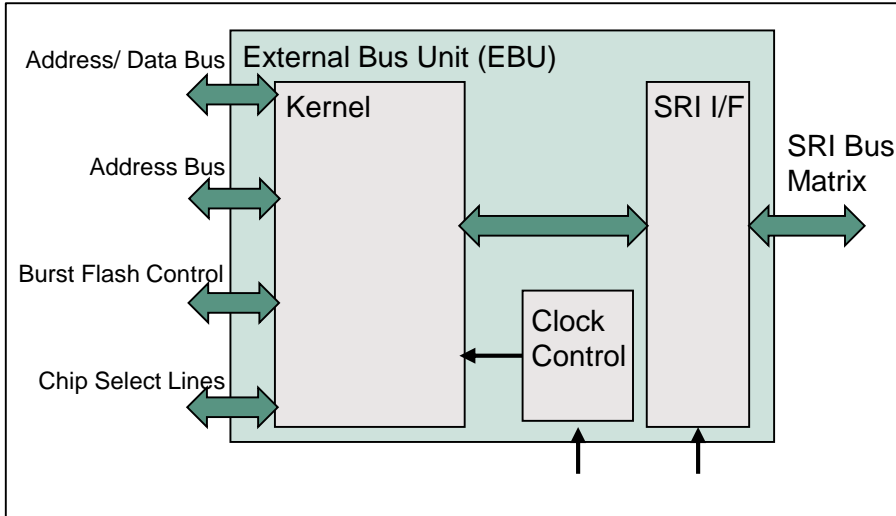 Address/ Data Bus
External Bus Unit (EBU)
Kernel
SRI I/F
Address Bus
SRI Bus
Matrix
Burst Flash Control
Clock
Control
Chip Select Lines